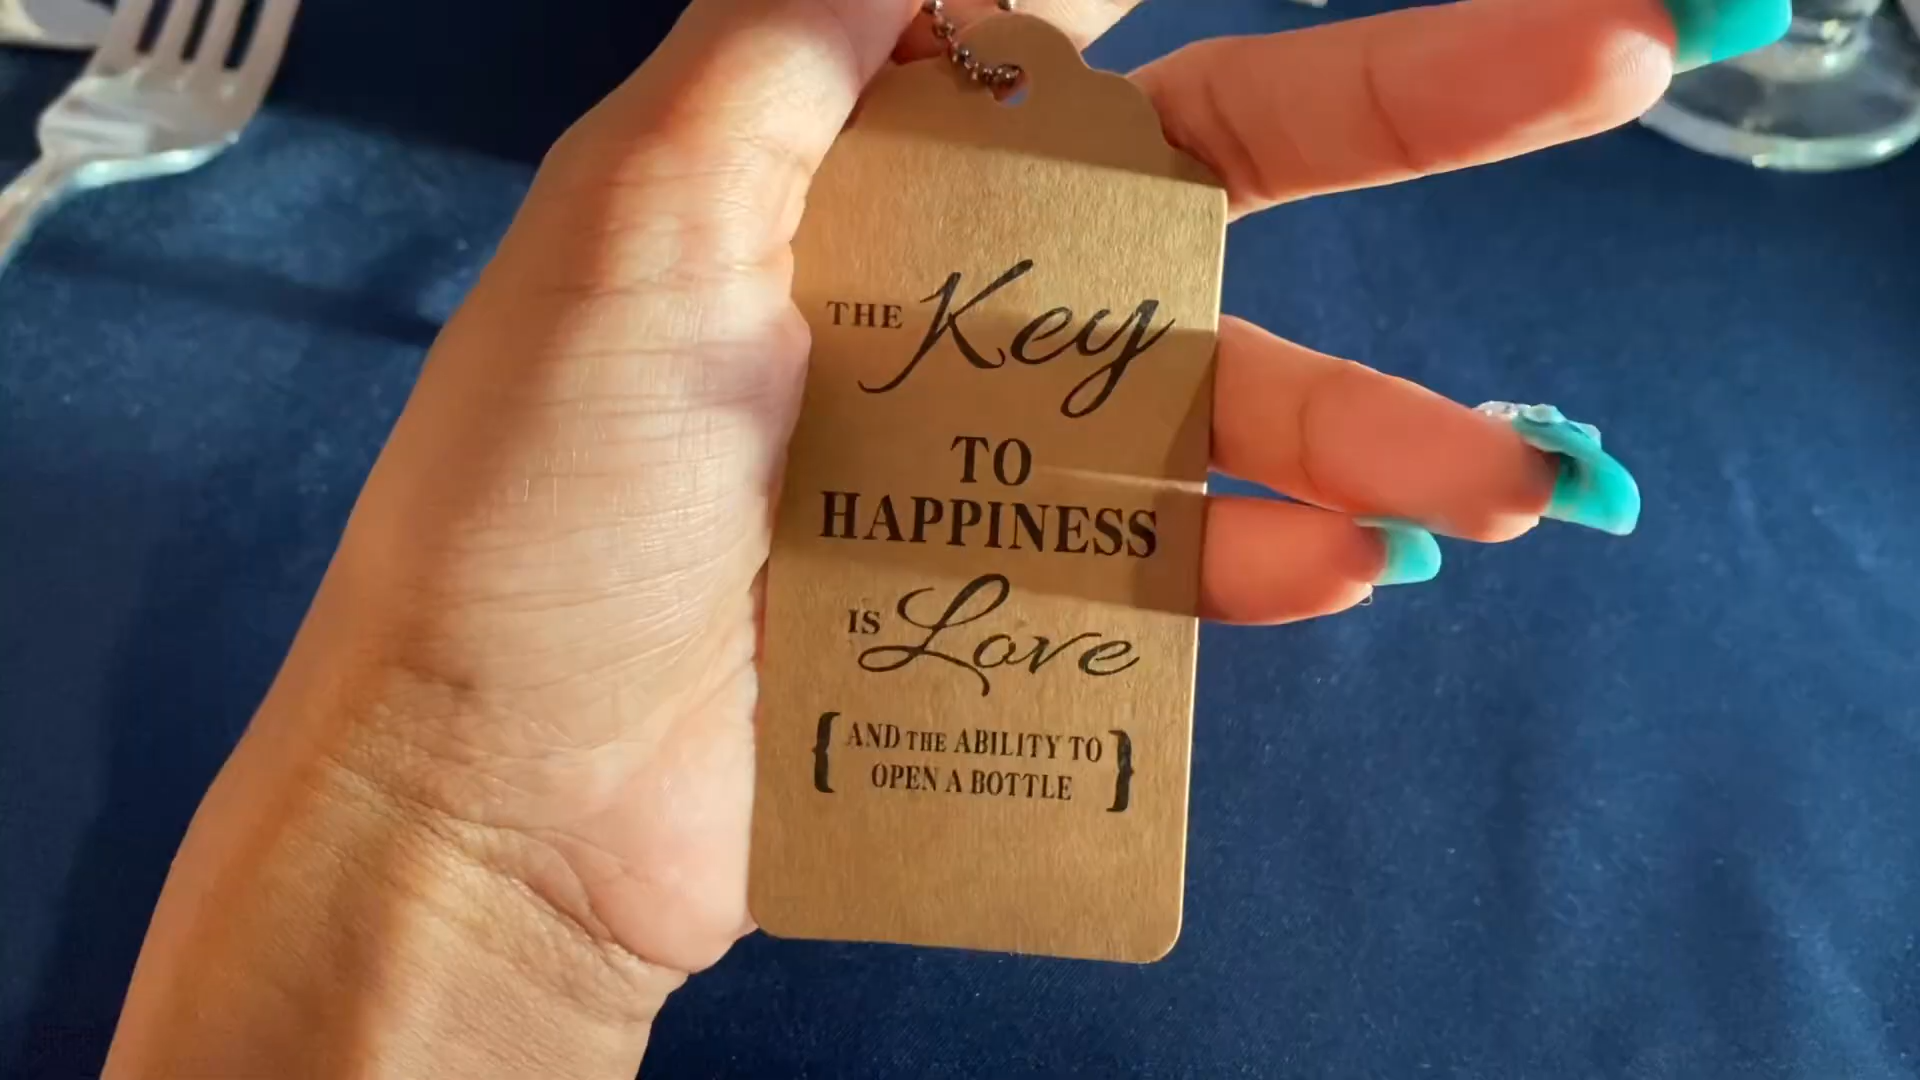 THE Key
TO
HAPPINESS
IS Love
{ AND THE ABILITY TO
OPEN A BOTTLE }